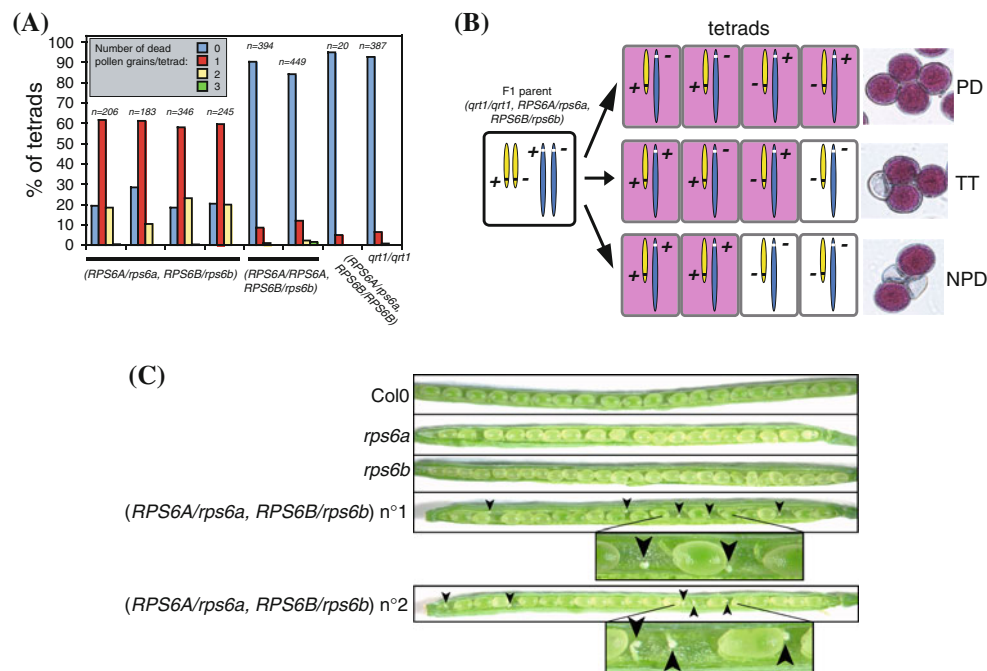 (A)
100
90
80
70
60
50
40
30
20
10
0
% of tetrads
Number of dead
pollen grains/tetrad:
0
1
2
3
n=206
n=183
n=346
n=245
n=394
n=449
n=20
n=387
(RPS6A/rps6a,
RPS6B/rps6b)
(RPS6A/RPS6A,
RPS6B/rps6b)
(RPS6A/rps6a,
RPS6B/RPS6B)
qrt1/qrt1
(B)
tetrads
F1 parent
(qrt1/qrt1, RPS6A/rps6a,
RPS6B/rps6b)
+ + -
-
+ - + - - + - +
PD
+ + + - - + - -
TT
+ + + + - - - -
NPD
(C)
Col0
rps6a
rps6b
(RPS6A/rps6a, RPS6B/rps6b) n°1
(RPS6A/rps6a, RPS6B/rps6b) n°2